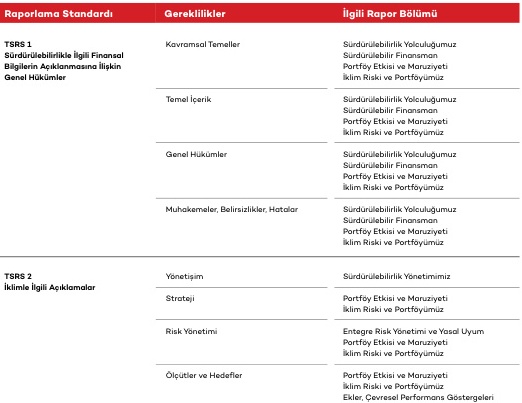 Raporlama Standardı Gereklilikler İlgili Rapor Bölümü
TSRS 1
Sürdürülebilirlikle İlgili Finansal
Bilgilerin Açıklanmasına İlişkin
Genel Hükümler
Kavramsal Temeller
Sürdürülebilirlik Yolculuğumuz
Sürdürülebilir Finansman
Portföy Etkisi ve Maruziyeti
İklim Riski ve Portföyümüz
Temel İçerik
Sürdürülebilirlik Yolculuğumuz
Sürdürülebilir Finansman
Portföy Etkisi ve Maruziyeti
İklim Riski ve Portföyümüz
Genel Hükümler
Sürdürülebilirlik Yolculuğumuz
Sürdürülebilir Finansman
Portföy Etkisi ve Maruziyeti
İklim Riski ve Portföyümüz
Muhakemeler, Belirsizlikler, Hatalar
Sürdürülebilirlik Yolculuğumuz
Sürdürülebilir Finansman
Portföy Etkisi ve Maruziyeti
İklim Riski ve Portföyümüz
TSRS 2
İklimle İlgili Açıklamalar
Yönetişim
Sürdürülebilirlik Yönetimimiz
Strateji
Portföy Etkisi ve Maruziyeti
İklim Riski ve Portföyümüz
Risk Yönetimi
Entegre Risk Yönetimi ve Yasal Uyum
Portföy Etkisi ve Maruziyeti
İklim Riski ve Portföyümüz
Ölçütler ve Hedefler
Portföy Etkisi ve Maruziyeti
İklim Riski ve Portföyümüz
Ekler, Çevresel Performans Göstergeleri